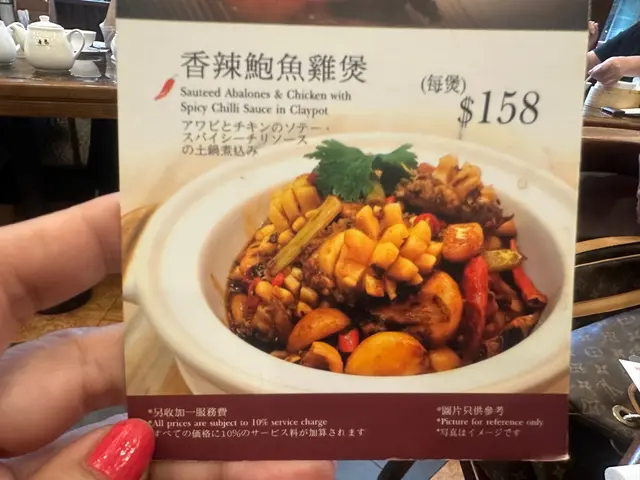 香辣鮑魚雞煲
(每煲)
$158
Sauteed Abalones & Chicken with
Spicy Chilli Sauce in Claypot
アワビとチキンのソテー、
スパイシーチリソース
の土鍋煮込み
*另收加一服務費
*All prices are subject to 10% service charge
すべての価格に10%のサービス料が加算されます
*圖片只供參考
*Picture for reference only
*写真はイメージです